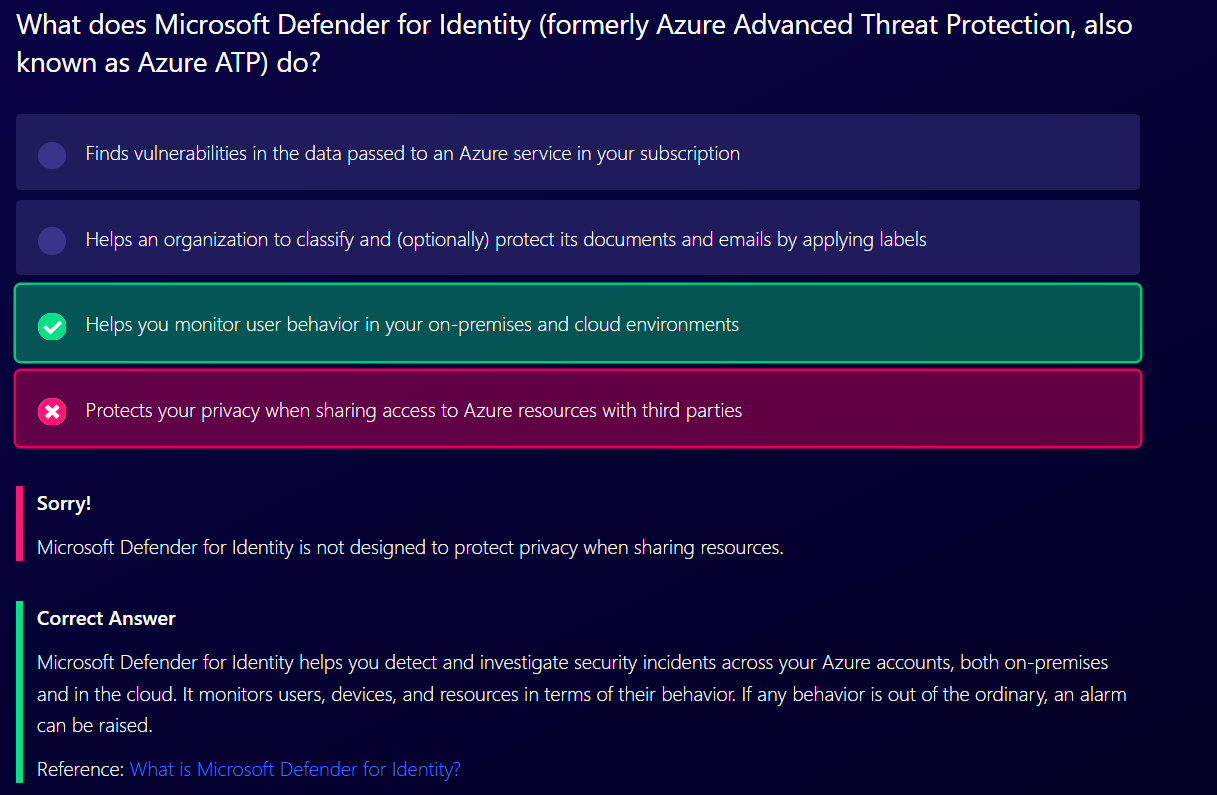 What does Microsoft Defender for Identity (formerly Azure Advanced Threat Protection, also
known as Azure ATP) do?
Finds vulnerabilities in the data passed to an Azure service in your subscription
Helps an organization to classify and (optionally) protect its documents and emails by applying labels
Helps you monitor user behavior in your on-premises and cloud environments
Protects your privacy when sharing access to Azure resources with third parties
Sorry!
Microsoft Defender for Identity is not designed to protect privacy when sharing resources.
Correct Answer
Microsoft Defender for Identity helps you detect and investigate security incidents across your Azure accounts, both on-premises
and in the cloud. It monitors users, devices, and resources in terms of their behavior. If any behavior is out of the ordinary, an alarm
can be raised.
Reference: What is Microsoft Defender for Identity?